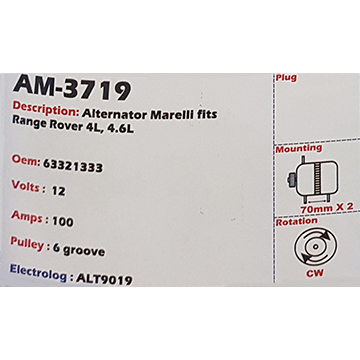 AM-3719
Description: Alternator Marelli fits
Range Rover 4L, 4.6L
Oem: 63321333
Volts : 12
Amps : 100
Pulley : 6 groove
Electrolog : ALT9019
Plug
Mounting
70mm X 2
Rotation
CW